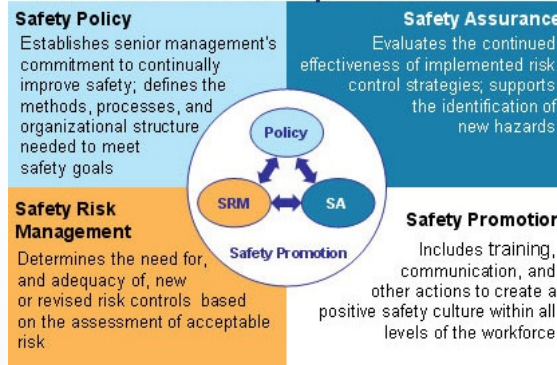 Safety Policy
Establishes senior management's
commitment to continually
improve safety; defines the
methods, processes, and
organizational structure
needed to meet
safety goals
Safety Assurance
Evaluates the continued
effectiveness of implemented risk
control strategies; supports
the identification of
new hazards
Policy
SRM
SA
Safety Promotion
Safety Risk
Management
Determines the need for,
and adequacy of, new
or revised risk controls based
on the assessment of acceptable
risk
Safety Promotion
Includes training,
communication, and
other actions to create a
positive safety culture within all
levels of the workforce